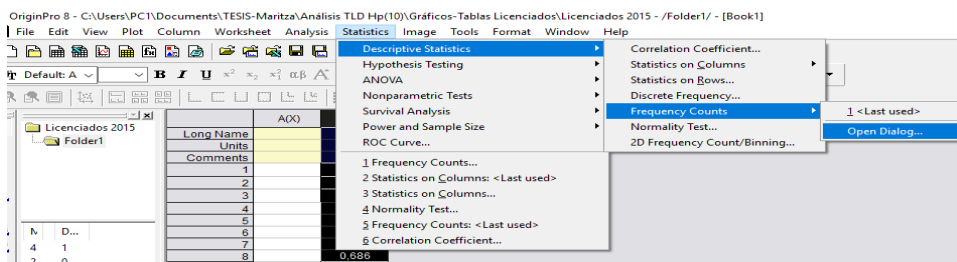 OriginPro 8 - C:\Users\PC1\Documents\TESIS-Maritza\Análisis TLD Hp(10)\Gráficos-Tablas Licenciados\Licenciados 2015 - /Folder1/ - [Book1]
File Edit View Plot Column Worksheet Analysis Statistics Image Tools Format Window Help
Default: A B I U x² x₂ αβ A
Licenciados 2015
Folder1
N D...
4 1
2 0
A(X)
Long Name
Units
Comments
1
2
3
4
5
6
7
8 0,686
Descriptive Statistics
Hypothesis Testing
ANOVA
Nonparametric Tests
Survival Analysis
Power and Sample Size
ROC Curve...
1 Frequency Counts...
2 Statistics on Columns: <Last used>
3 Statistics on Columns...
4 Normality Test...
5 Frequency Counts: <Last used>
6 Correlation Coefficient...
Correlation Coefficient...
Statistics on Columns
Statistics on Rows...
Discrete Frequency...
Frequency Counts
Normality Test...
2D Frequency Count/Binning...
1 <Last used>
Open Dialog...